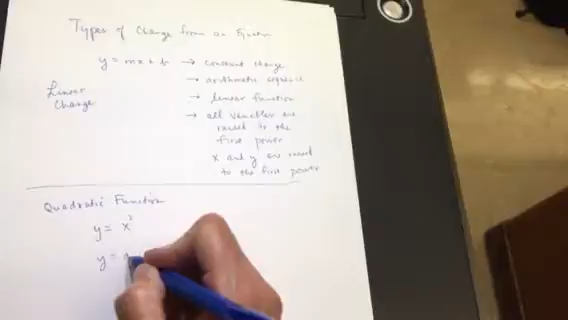 Types of Change from an Equation
y = mx + b → constant change
→ arithmetic sequence
Linear
Change
→ linear function
→ all variables are
raised to the
first power
x and y are raised
to the first power
Quadratic Function
y = x²
y =